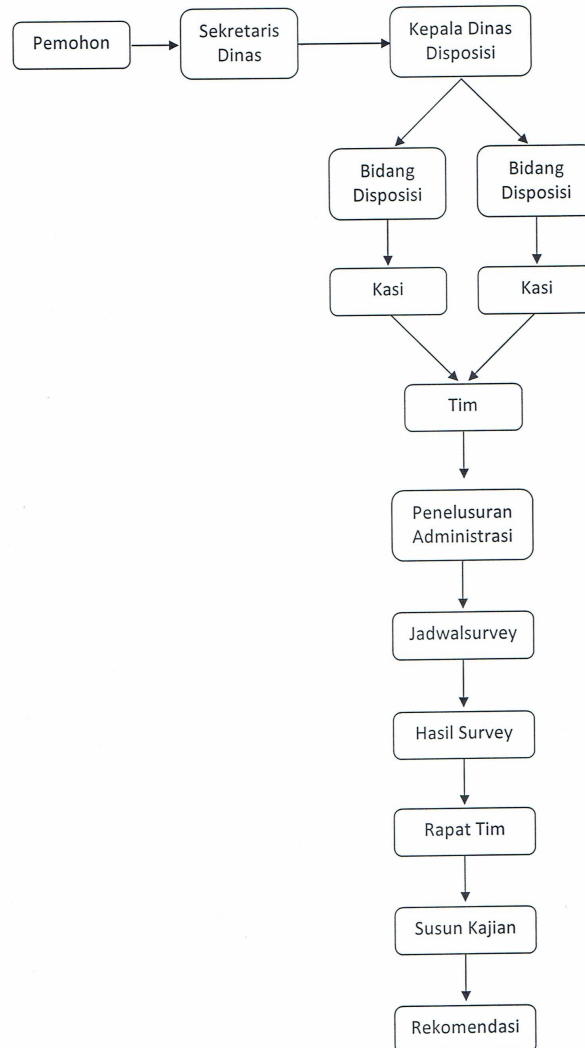 Pemohon
Sekretaris
Dinas
Kepala Dinas
Disposisi
Bidang
Disposisi
Bidang
Disposisi
Kasi
Kasi
Tim
Penelusuran
Administrasi
Jadwalsurvey
Hasil Survey
Rapat Tim
Susun Kajian
Rekomendasi